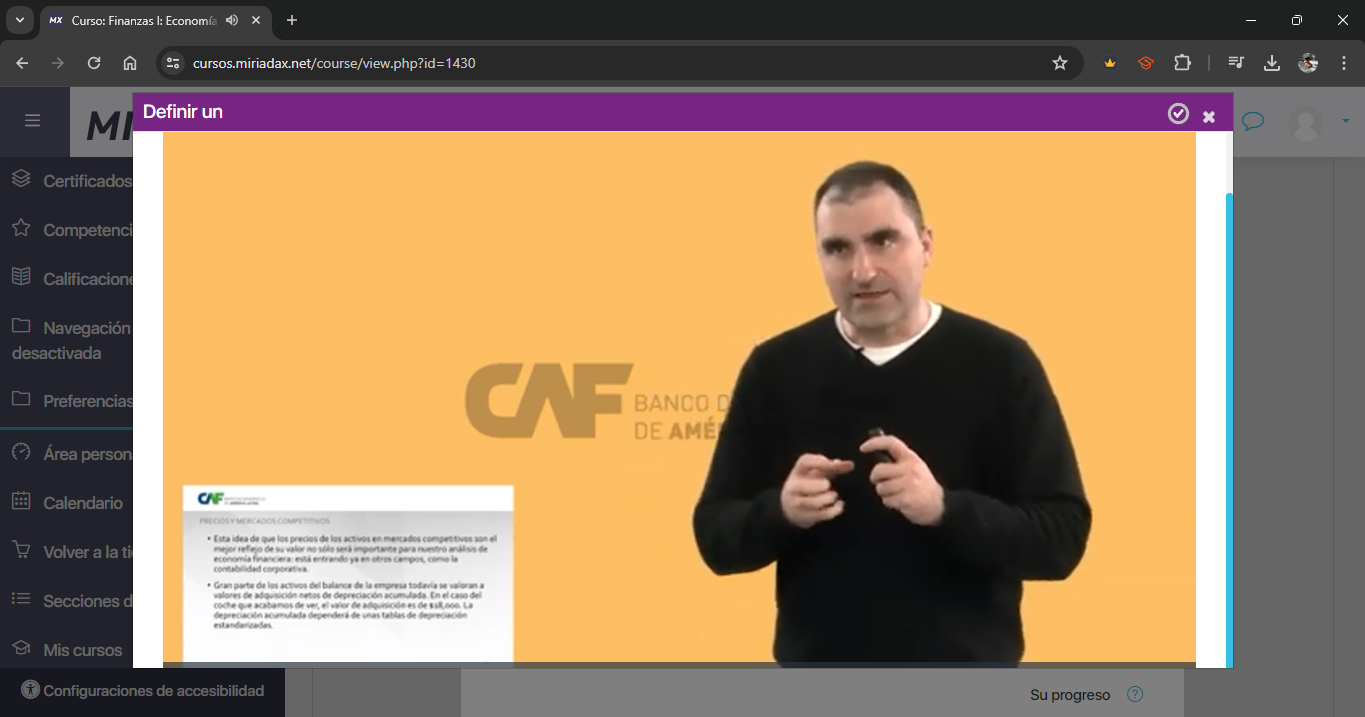 Curso: Finanzas I: Economía
cursos.miriadax.net/course/view.php?id=1430
Definir un
Certificados
Competenci
Calificacione
Navegación
desactivada
Preferencias
Área person
Calendario
Volver a la ti
Secciones d
Mis cursos
Configuraciones de accesibilidad
CAF
BANCO D
DE AMÉR
CAF
PRECIOS Y MERCADOS COMPETITIVOS
• Esta idea de que los precios de los activos en mercados competitivos son el
mejor reflejo de su valor no sólo será importante para nuestro análisis de
economía financiera: está entrando ya en otros campos, como la
contabilidad corporativa.
• Gran parte de los activos del balance de la empresa todavía se valoran a
valores de adquisición netos de depreciación acumulada. En el caso del
coche que acabamos de ver, el valor de adquisición es de $18,000. La
depreciación acumulada dependerá de unas tablas de depreciación
estandarizadas.
Su progreso